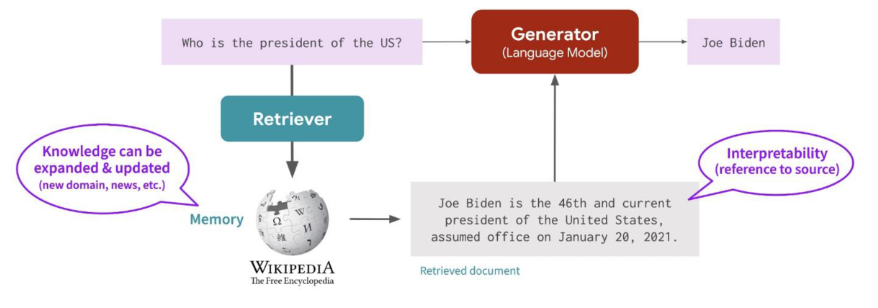 Who is the president of the US?
Generator
(Language Model)
Joe Biden
Retriever
Knowledge can be
expanded & updated
(new domain, news, etc.)
Memory
Ω
W
И
WIKIPEDIA
The Free Encyclopedia
Joe Biden is the 46th and current
president of the United States,
assumed office on January 20, 2021.
Retrieved document
Interpretability
(reference to source)